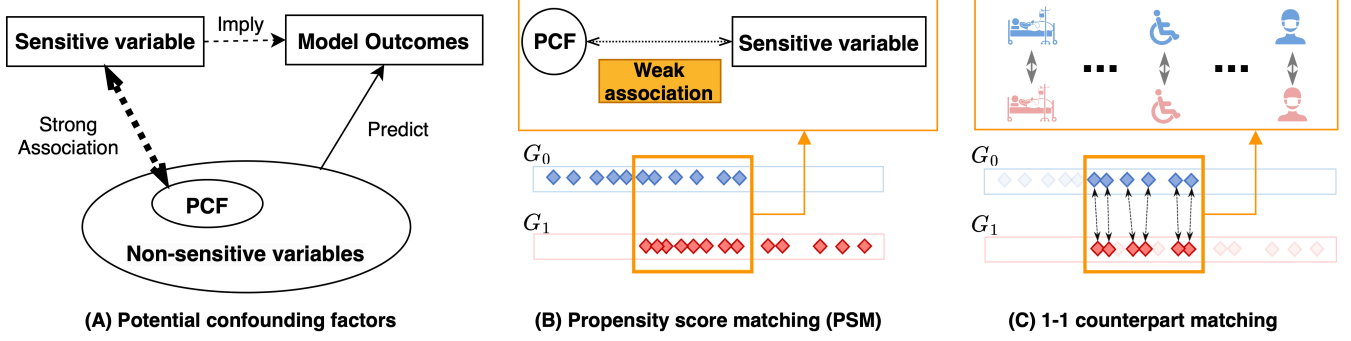 Sensitive variable
Imply
Model Outcomes
Strong
Association
Predict
PCF
Non-sensitive variables
(A) Potential confounding factors
PCF
Sensitive variable
Weak
association
G0
G1
(B) Propensity score matching (PSM)
...
...
G0
G1
(C) 1-1 counterpart matching